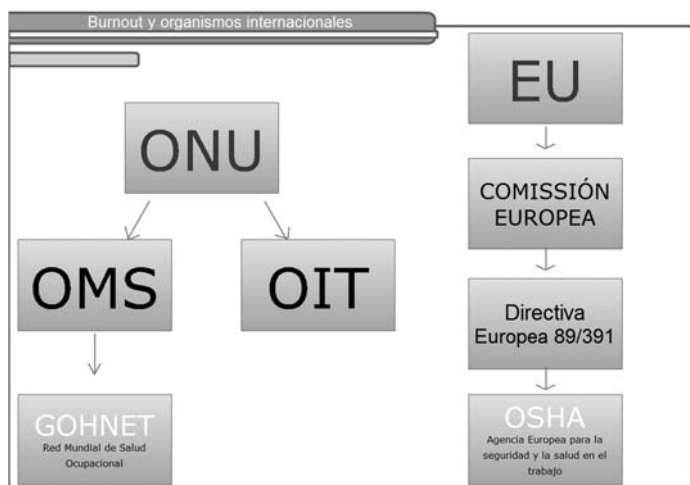 Burnout y organismos internacionales
ONU
OMS
OIT
GOHNET
Red Mundial de Salud
Ocupacional
EU
COMISSIÓN
EUROPEA
Directiva
Europea 89/391
OSHA
Agencia Europea para la
seguridad y la salud en el
trabajo